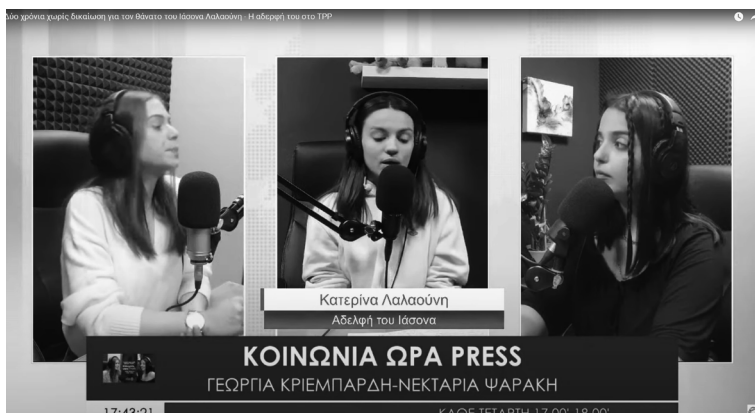 Δύο χρόνια χωρίς δικαίωση για τον θάνατο του Ιάσονα Λαλαούνη - Η αδερφή του στο TPP
Κατερίνα Λαλαούνη
Αδελφή του Ιάσονα
ΚΟΙΝΩΝΙΑ ΩΡΑ PRESS
ΓΕΩΡΓΙΑ ΚΡΙΕΜΠΑΡΔΗ-ΝΕΚΤΑΡΙΑ ΨΑΡΑΚΗ
17:43:21
ΚΑΘΕ ΤΕΤΑΡΤΗ 17.00'-18.00'